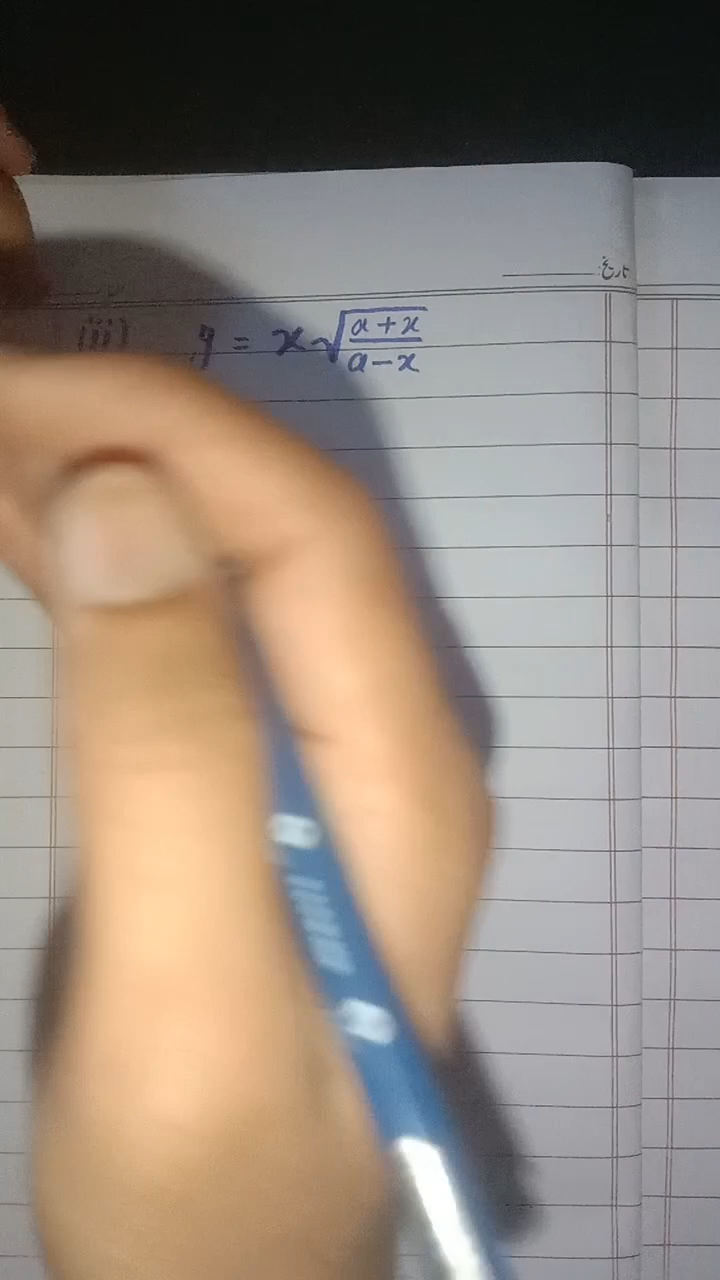 تاریخ:
(iii) y = x√((a+x)/(a-x))